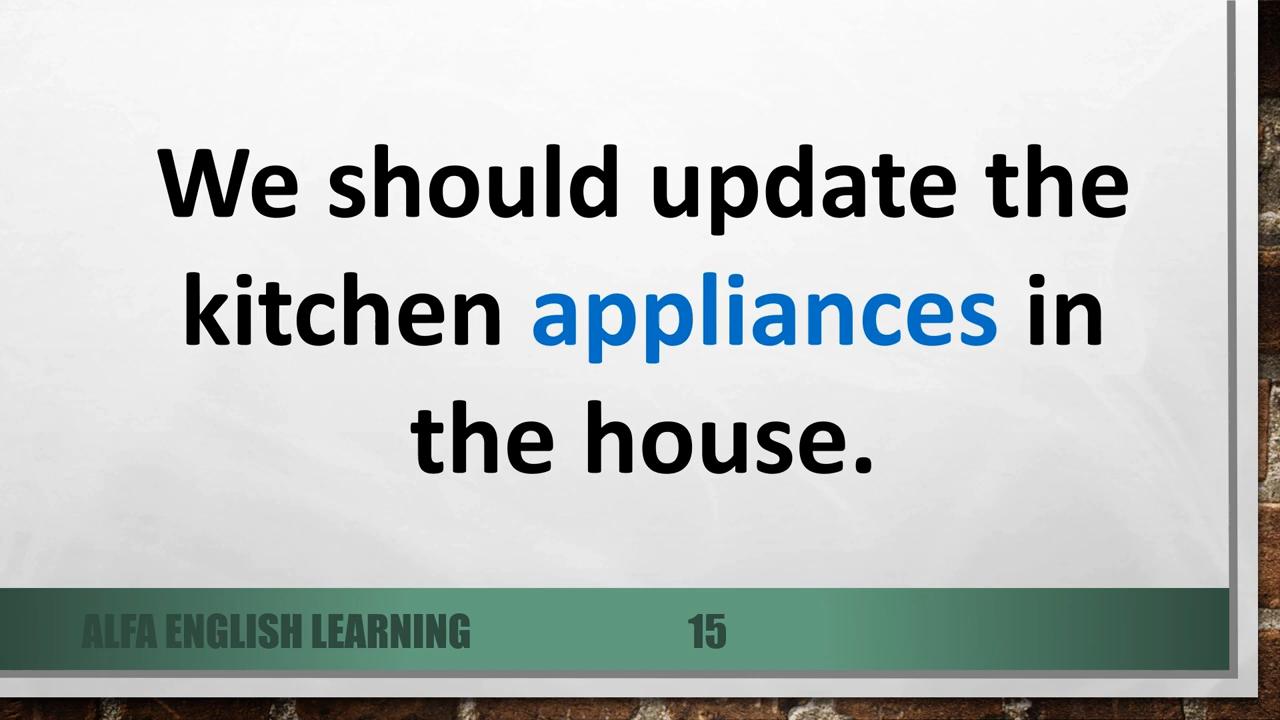 We should update the
kitchen appliances in
the house.
ALFA ENGLISH LEARNING 15